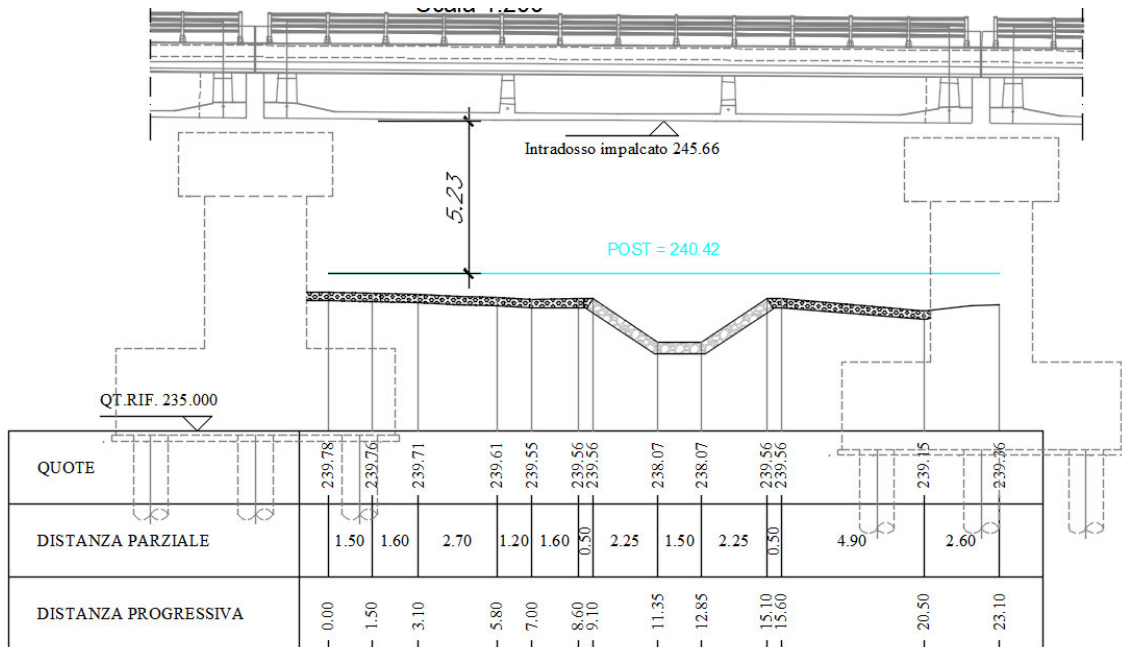 Scala 1:200
Intradosso impalcato 245.66
5.23
POST = 240.42
QT.RIF. 235.000
QUOTE 239.78 239.76 239.71 239.61 239.55 239.56 239.56 238.07 238.07 239.56 239.56 239.15 239.36
DISTANZA PARZIALE 1.50 1.60 2.70 1.20 1.60 0.50 2.25 1.50 2.25 0.50 4.90 2.60
DISTANZA PROGRESSIVA 0.00 1.50 3.10 5.80 7.00 8.60 9.10 11.35 12.85 15.10 15.60 20.50 23.10